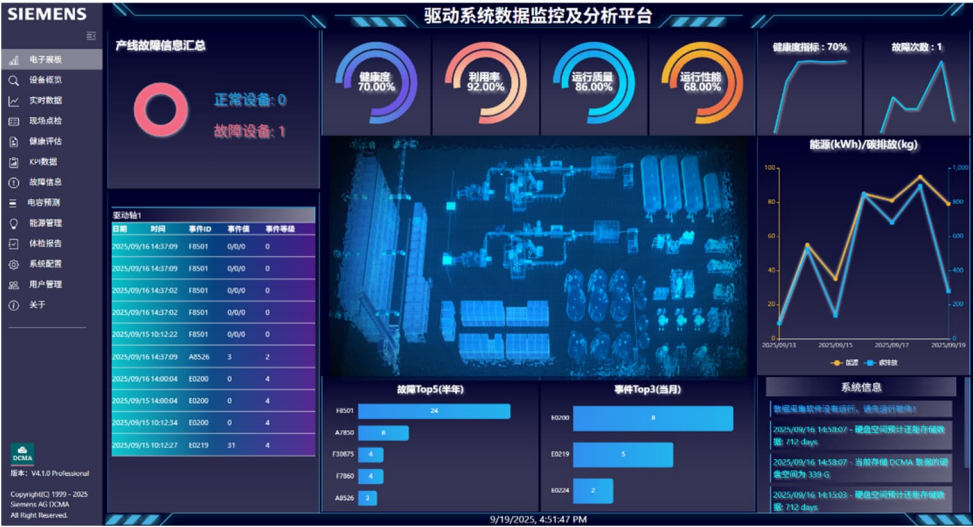 SIEMENS
电子展板
设备概览
实时数据
现场点检
健康评估
KPI数据
故障信息
电容预测
能源管理
体检报告
系统配置
用户管理
关于
DCMA
版本: V4.1.0 Professional
Copyright(C) 1999 - 2025
Siemens AG DCMA
All Right Reserved.
驱动系统数据监控及分析平台
产线故障信息汇总
正常设备: 0
故障设备: 1
健康度
70.00%
利用率
92.00%
运行质量
86.00%
运行性能
68.00%
健康度指标 : 70%
故障次数 : 1
驱动轴1
日期 时间 事件ID 事件值 事件等级
2025/09/16 14:37:09 F8501 0/0/0 0
2025/09/16 14:37:09 F8501 0/0/0 0
2025/09/16 14:37:02 F8501 0/0/0 0
2025/09/16 14:37:02 F8501 0/0/0 0
2025/09/15 10:12:22 F8501 0/0/0 0
2025/09/16 14:37:09 A8526 3 2
2025/09/16 14:00:04 E0200 0 4
2025/09/15 14:00:04 E0200 0 4
2025/09/15 10:12:34 E0200 0 4
2025/09/15 10:12:27 E0219 31 4
能源(kWh)/碳排放(kg)
100 1,000
80 800
60 600
40 400
20 200
0 0
2025/09/13 2025/09/15 2025/09/17 2025/09/19
能源 碳排放
故障Top5(半年)
F8501 24
A7850 8
F30875 4
F7860 4
A8526 3
事件Top3(当月)
E0200 8
E0219 5
E0224 2
系统信息
数据采集软件没有运行，请先运行软件！
2025/09/16 14:58:07 - 硬盘空间预计还能存储数
据: 712 days
2025/09/16 14:58:07 - 当前存储 DCMA 数据的硬
盘空间为 339 G
2025/09/16 14:15:03 - 硬盘空间预计还能存储数
据: 712 days
9/19/2025, 4:51:47 PM